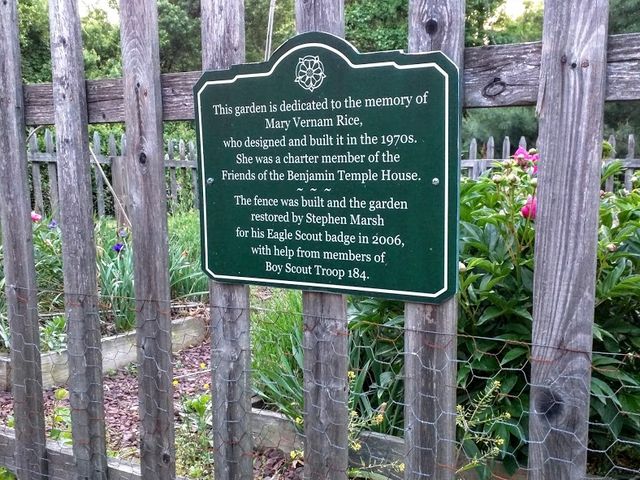 This garden is dedicated to the memory of
Mary Vernam Rice,
who designed and built it in the 1970s.
She was a charter member of the
Friends of the Benjamin Temple House.
~ ~ ~
The fence was built and the garden
restored by Stephen Marsh
for his Eagle Scout badge in 2006,
with help from members of
Boy Scout Troop 184.